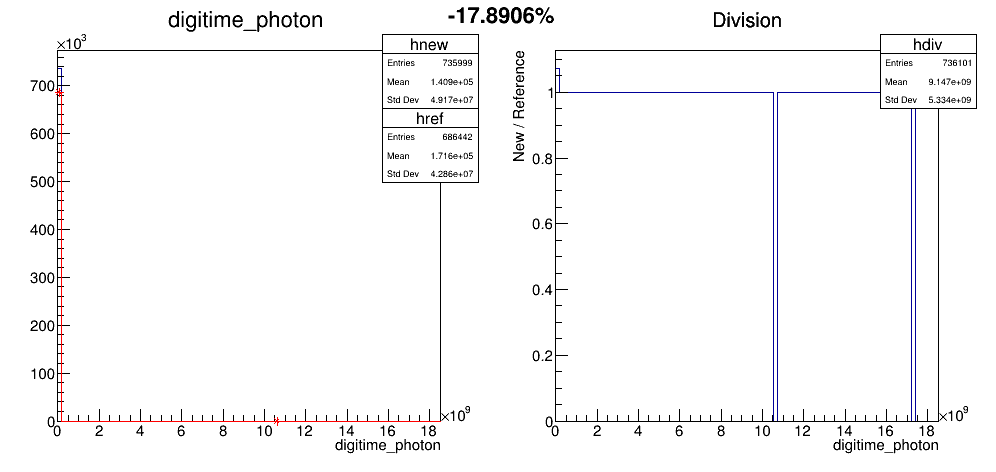 digitime_photon
-17.8906%
Division
×10³
hnew
Entries 735999
Mean 1.409e+05
Std Dev 4.917e+07
href
Entries 686442
Mean 1.716e+05
Std Dev 4.286e+07
700
600
500
400
300
200
100
0
0 2 4 6 8 10 12 14 16 18
×10⁹
digitime_photon
hdiv
Entries 736101
Mean 9.147e+09
Std Dev 5.334e+09
New / Reference
1
0.8
0.6
0.4
0.2
0
0 2 4 6 8 10 12 14 16 18
×10⁹
digitime_photon